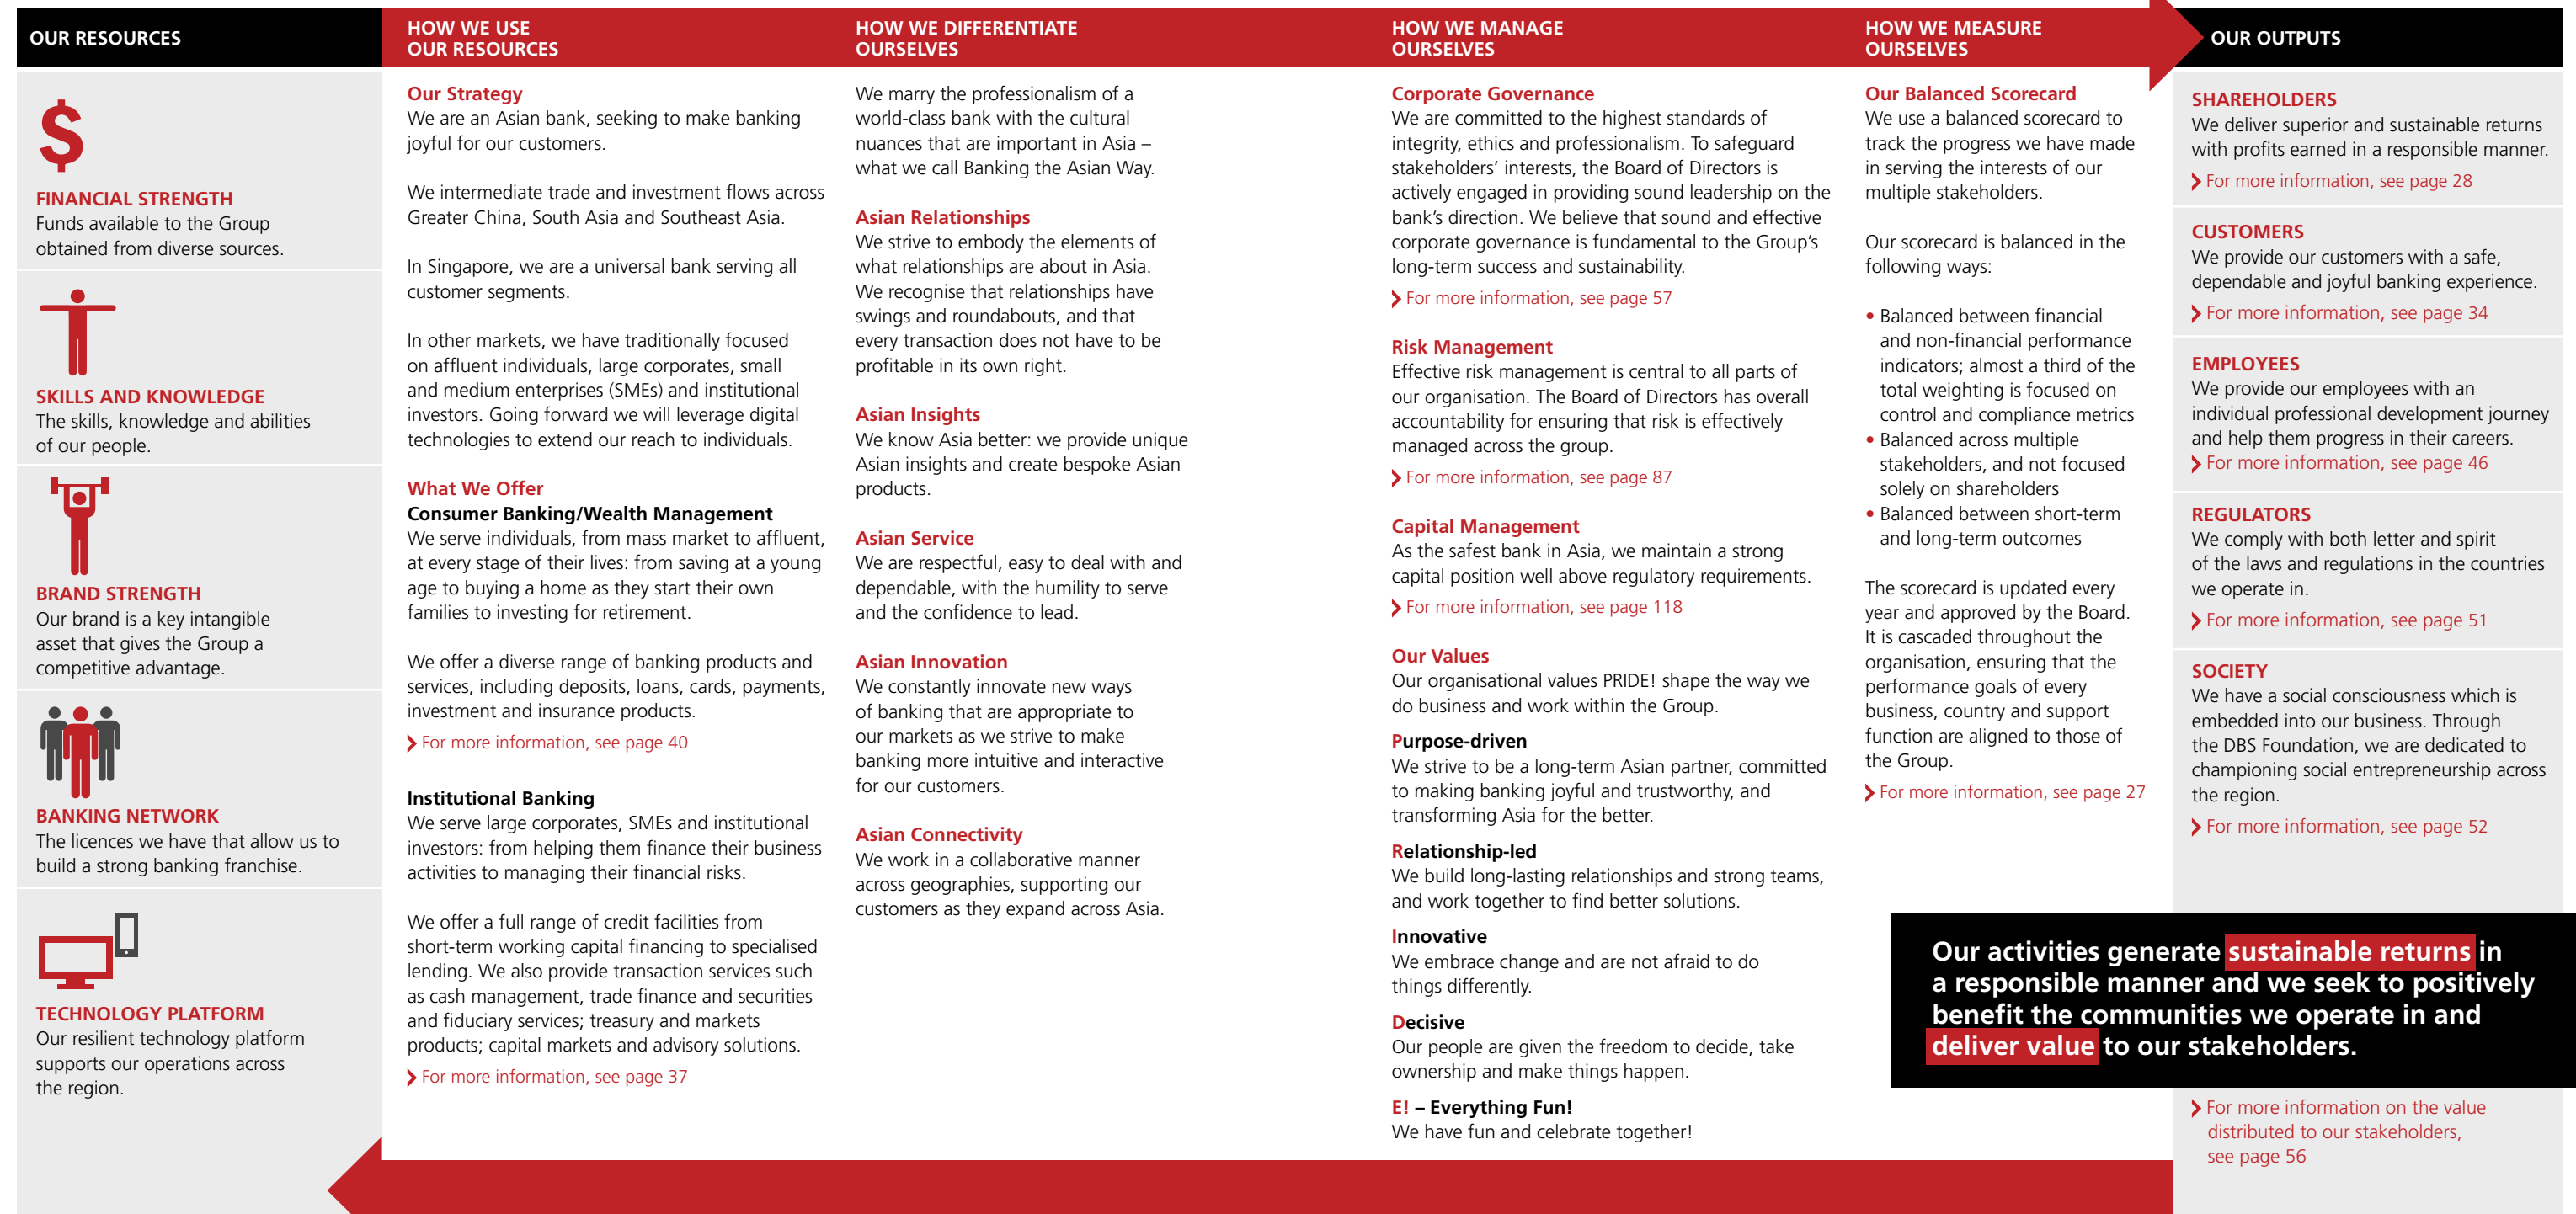 OUR RESOURCES
FINANCIAL STRENGTH
Funds available to the Group
obtained from diverse sources.
SKILLS AND KNOWLEDGE
The skills, knowledge and abilities
of our people.
BRAND STRENGTH
Our brand is a key intangible
asset that gives the Group a
competitive advantage.
BANKING NETWORK
The licences we have that allow us to
build a strong banking franchise.
TECHNOLOGY PLATFORM
Our resilient technology platform
supports our operations across
the region.
HOW WE USE
OUR RESOURCES
Our Strategy
We are an Asian bank, seeking to make banking
joyful for our customers.
We intermediate trade and investment flows across
Greater China, South Asia and Southeast Asia.
In Singapore, we are a universal bank serving all
customer segments.
In other markets, we have traditionally focused
on affluent individuals, large corporates, small
and medium enterprises (SMEs) and institutional
investors. Going forward we will leverage digital
technologies to extend our reach to individuals.
What We Offer
Consumer Banking/Wealth Management
We serve individuals, from mass market to affluent,
at every stage of their lives: from saving at a young
age to buying a home as they start their own
families to investing for retirement.
We offer a diverse range of banking products and
services, including deposits, loans, cards, payments,
investment and insurance products.
For more information, see page 40
Institutional Banking
We serve large corporates, SMEs and institutional
investors: from helping them finance their business
activities to managing their financial risks.
We offer a full range of credit facilities from
short-term working capital financing to specialised
lending. We also provide transaction services such
as cash management, trade finance and securities
and fiduciary services; treasury and markets
products; capital markets and advisory solutions.
For more information, see page 37
HOW WE DIFFERENTIATE
OURSELVES
We marry the professionalism of a
world-class bank with the cultural
nuances that are important in Asia –
what we call Banking the Asian Way.
Asian Relationships
We strive to embody the elements of
what relationships are about in Asia.
We recognise that relationships have
swings and roundabouts, and that
every transaction does not have to be
profitable in its own right.
Asian Insights
We know Asia better: we provide unique
Asian insights and create bespoke Asian
products.
Asian Service
We are respectful, easy to deal with and
dependable, with the humility to serve
and the confidence to lead.
Asian Innovation
We constantly innovate new ways
of banking that are appropriate to
our markets as we strive to make
banking more intuitive and interactive
for our customers.
Asian Connectivity
We work in a collaborative manner
across geographies, supporting our
customers as they expand across Asia.
HOW WE MANAGE
OURSELVES
Corporate Governance
We are committed to the highest standards of
integrity, ethics and professionalism. To safeguard
stakeholders’ interests, the Board of Directors is
actively engaged in providing sound leadership on the
bank’s direction. We believe that sound and effective
corporate governance is fundamental to the Group’s
long-term success and sustainability.
For more information, see page 57
Risk Management
Effective risk management is central to all parts of
our organisation. The Board of Directors has overall
accountability for ensuring that risk is effectively
managed across the group.
For more information, see page 87
Capital Management
As the safest bank in Asia, we maintain a strong
capital position well above regulatory requirements.
For more information, see page 118
Our Values
Our organisational values PRIDE! shape the way we
do business and work within the Group.
Purpose-driven
We strive to be a long-term Asian partner, committed
to making banking joyful and trustworthy, and
transforming Asia for the better.
Relationship-led
We build long-lasting relationships and strong teams,
and work together to find better solutions.
Innovative
We embrace change and are not afraid to do
things differently.
Decisive
Our people are given the freedom to decide, take
ownership and make things happen.
E! – Everything Fun!
We have fun and celebrate together!
HOW WE MEASURE
OURSELVES
Our Balanced Scorecard
We use a balanced scorecard to
track the progress we have made
in serving the interests of our
multiple stakeholders.
Our scorecard is balanced in the
following ways:
• Balanced between financial
and non-financial performance
indicators; almost a third of the
total weighting is focused on
control and compliance metrics
• Balanced across multiple
stakeholders, and not focused
solely on shareholders
• Balanced between short-term
and long-term outcomes
The scorecard is updated every
year and approved by the Board.
It is cascaded throughout the
organisation, ensuring that the
performance goals of every
business, country and support
function are aligned to those of
the Group.
For more information, see page 27
OUR OUTPUTS
SHAREHOLDERS
We deliver superior and sustainable returns
with profits earned in a responsible manner.
For more information, see page 28
CUSTOMERS
We provide our customers with a safe,
dependable and joyful banking experience.
For more information, see page 34
EMPLOYEES
We provide our employees with an
individual professional development journey
and help them progress in their careers.
For more information, see page 46
REGULATORS
We comply with both letter and spirit
of the laws and regulations in the countries
we operate in.
For more information, see page 51
SOCIETY
We have a social consciousness which is
embedded into our business. Through
the DBS Foundation, we are dedicated to
championing social entrepreneurship across
the region.
For more information, see page 52
Our activities generate sustainable returns in
a responsible manner and we seek to positively
benefit the communities we operate in and
deliver value to our stakeholders.
For more information on the value
distributed to our stakeholders,
see page 56